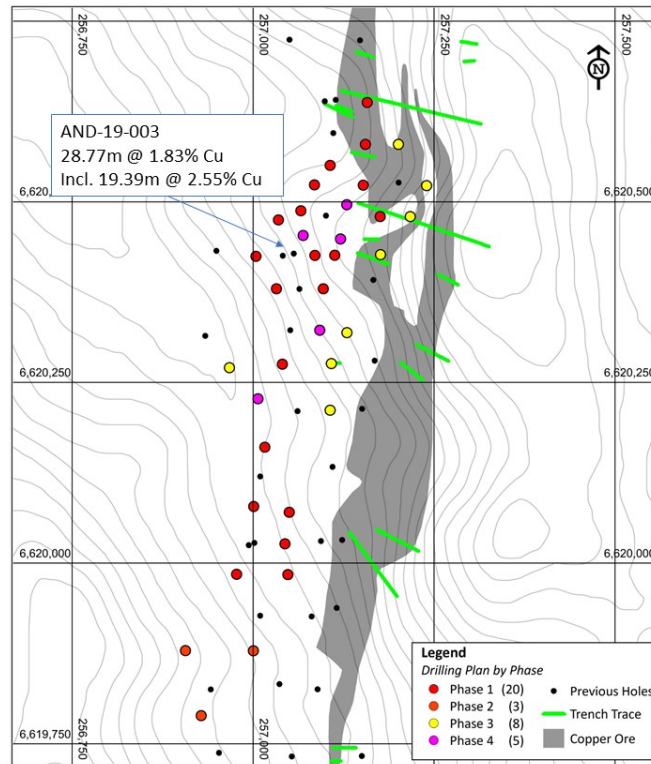 256,750
257,000
257,250
257,500
N
AND-19-003
28.77m @ 1.83% Cu
Incl. 19.39m @ 2.55% Cu
6,620,
6,620,500
6,620,250
6,620,250
6,620,000
6,620,000
Legend
Drilling Plan by Phase
Phase 1 (20)
Phase 2 (3)
Phase 3 (8)
Phase 4 (5)
Previous Holes
Trench Trace
Copper Ore
6,619,750
256,750
257,000